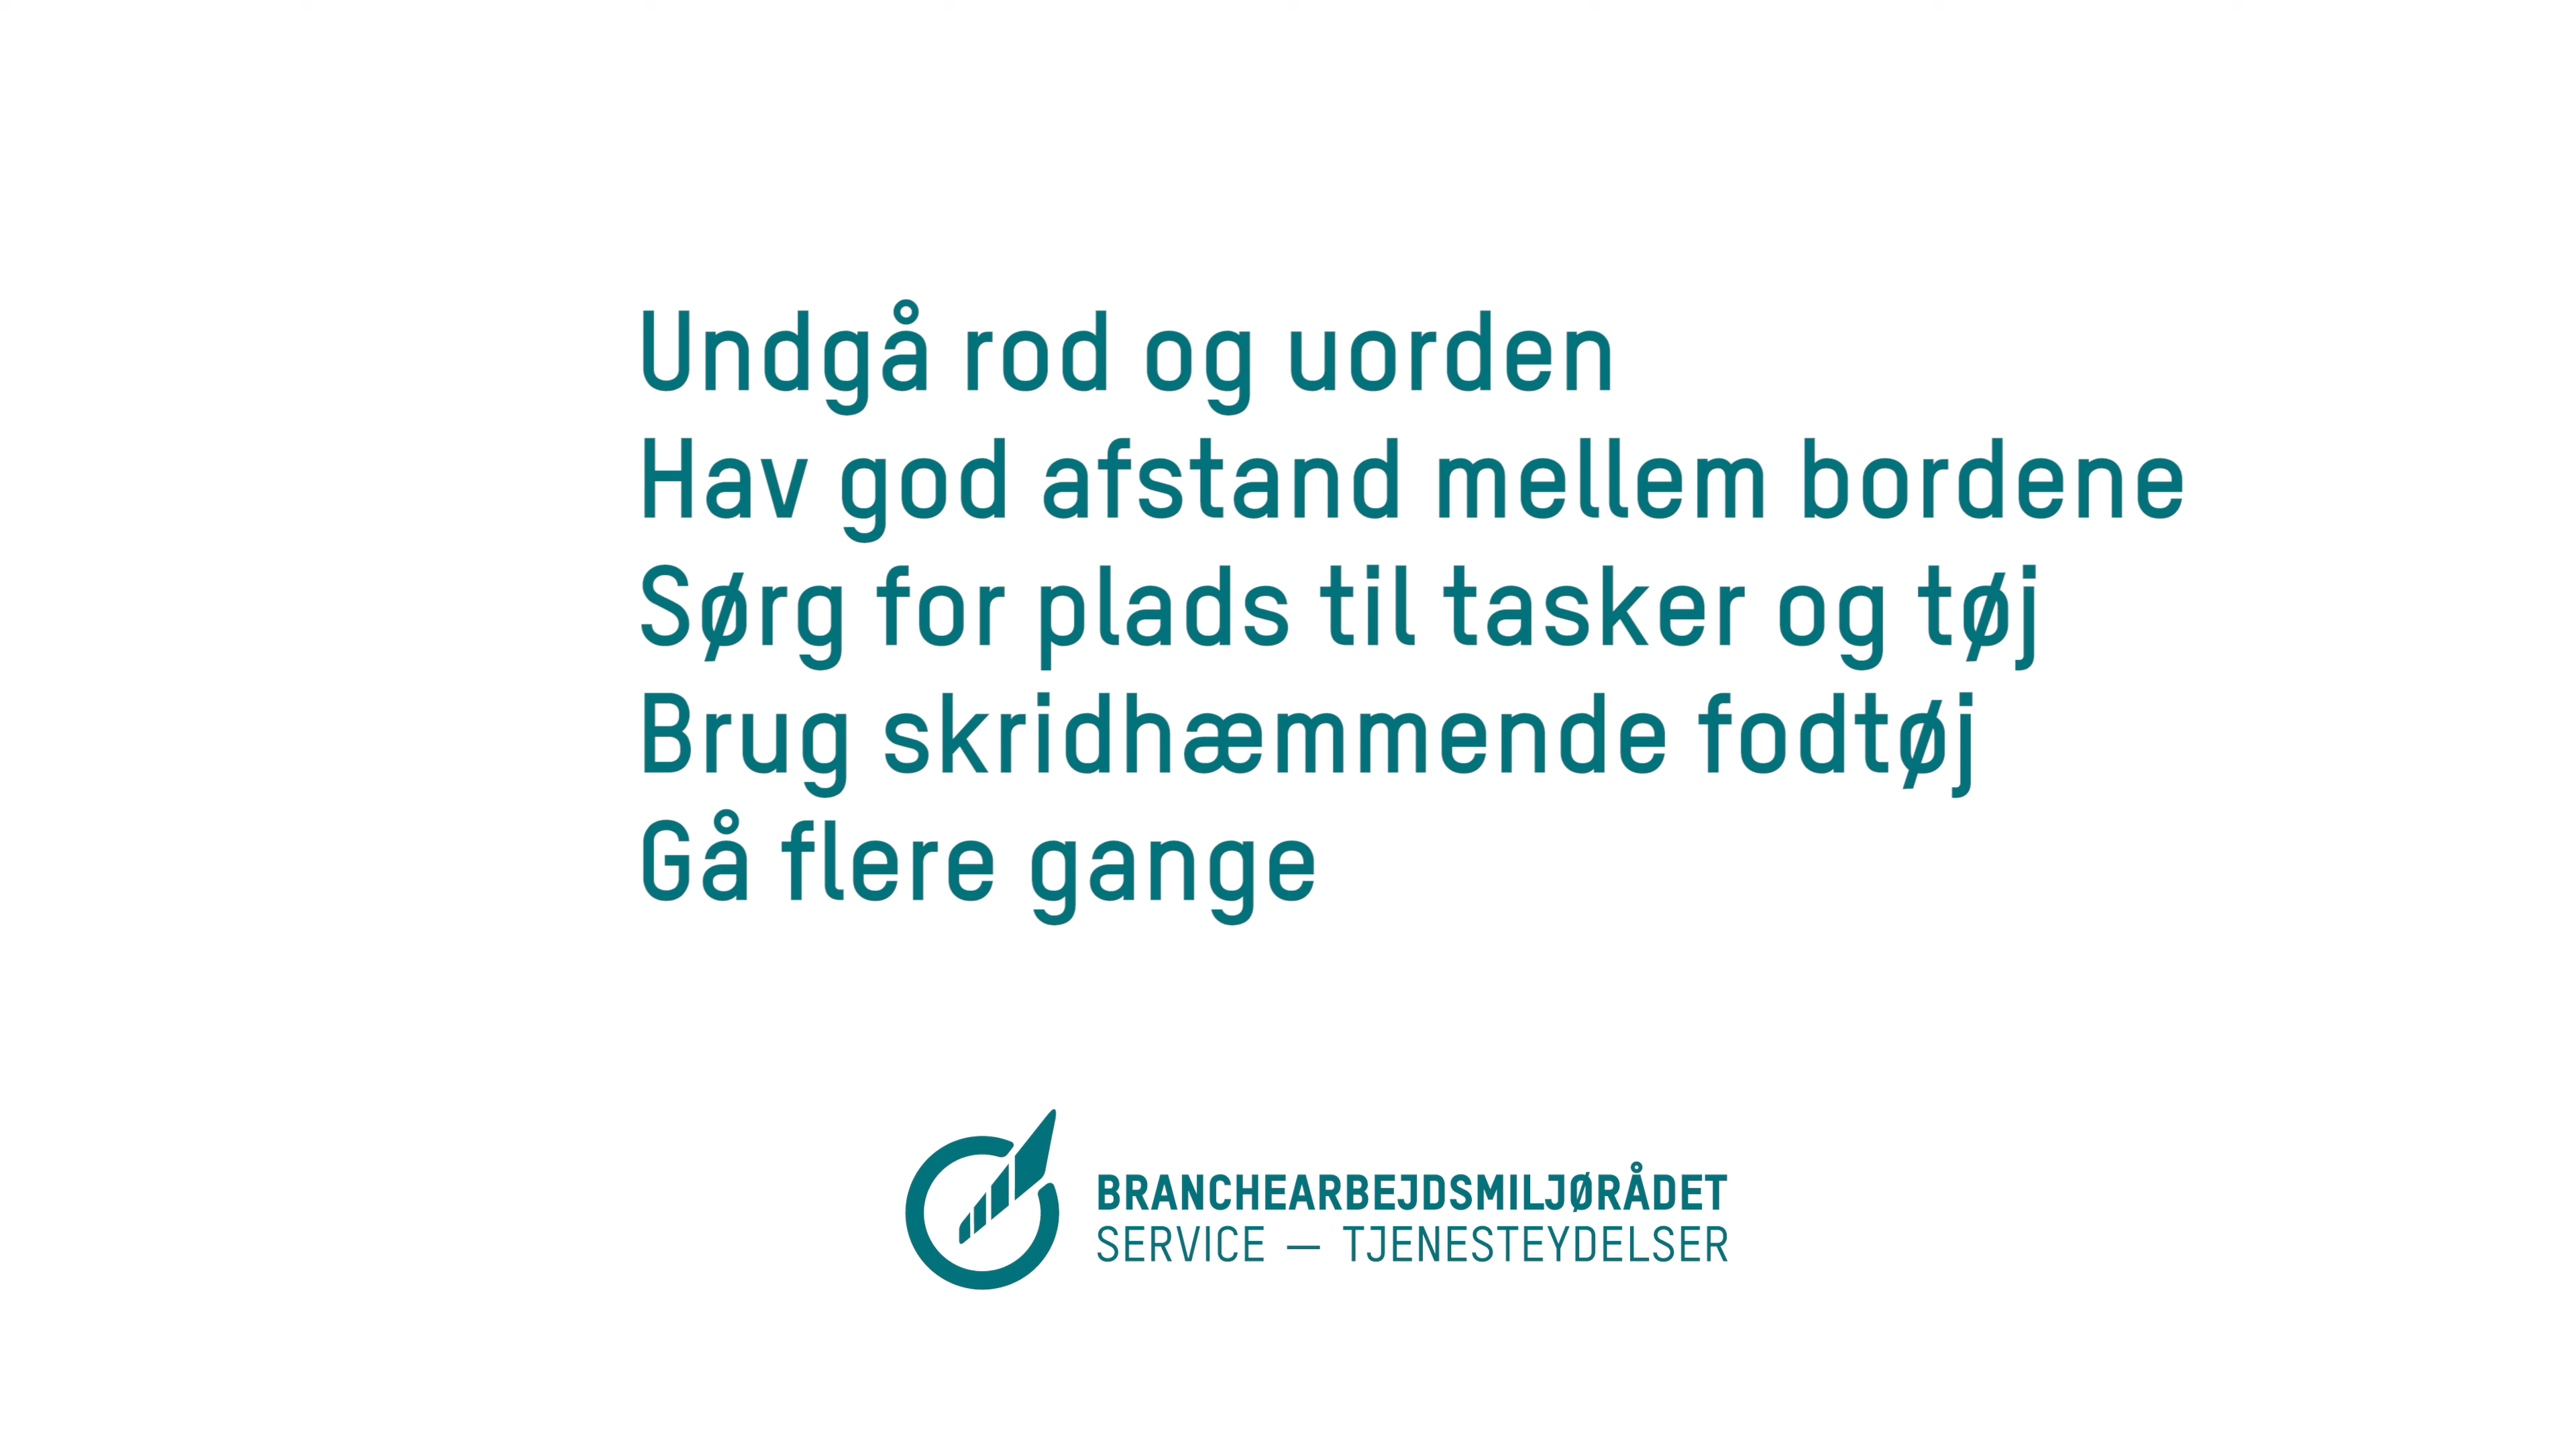 Undgå rod og uorden
Hav god afstand mellem bordene
Sørg for plads til tasker og tøj
Brug skridhæmmende fodtøj
Gå flere gange
BRANCHEARBEJDSMILJØRÅDET
SERVICE — TJENESTEYDELSER